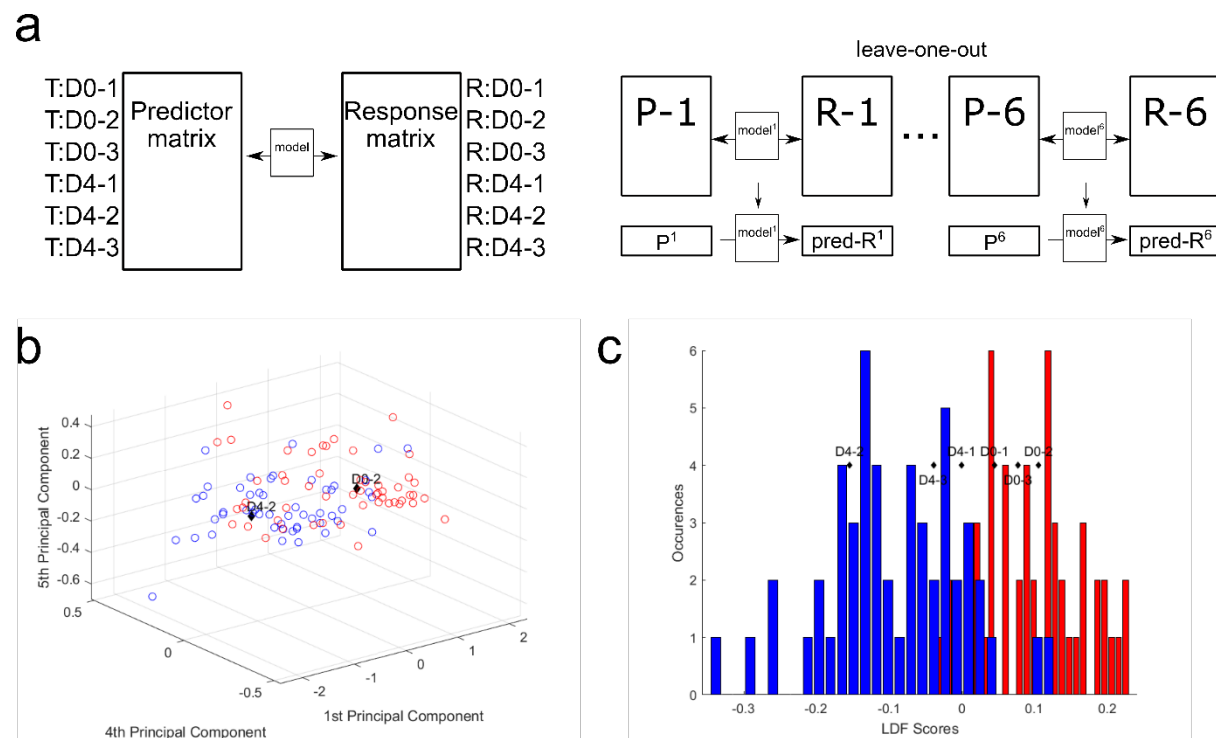 a
leave-one-out
T:D0-1
T:D0-2
T:D0-3
T:D4-1
T:D4-2
T:D4-3
Predictor
matrix
model
Response
matrix
R:D0-1
R:D0-2
R:D0-3
R:D4-1
R:D4-2
R:D4-3
P-1
model1
R-1
...
P-6
model6
R-6
P1
model1
pred-R1
P6
model6
pred-R6
b
0.4
0.2
0
-0.2
-0.4
-0.6
5th Principal Component
D0-2
D4-2
0.5
0
-0.5
4th Principal Component
-2
-1
0
1
2
1st Principal Component
c
6
5
4
3
2
1
0
Occurences
D4-2
D4-1
D0-1
D0-2
D4-3
D0-3
-0.3
-0.2
-0.1
0
0.1
0.2
LDF Scores